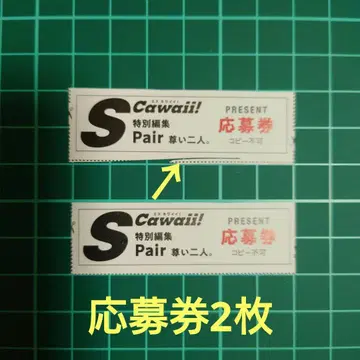 S Cawaii!
特別編集
Pair 尊い二人。
PRESENT
応募券
コピー不可
S Cawaii!
特別編集
Pair 尊い二人。
PRESENT
応募券
コピー不可
応募券2枚